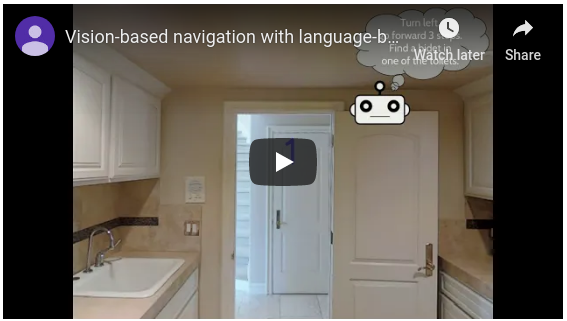 Vision-based navigation with language-b...
Watch later
Share
Turn left
forward 3
Find a bidet in
one of the toilets.
1